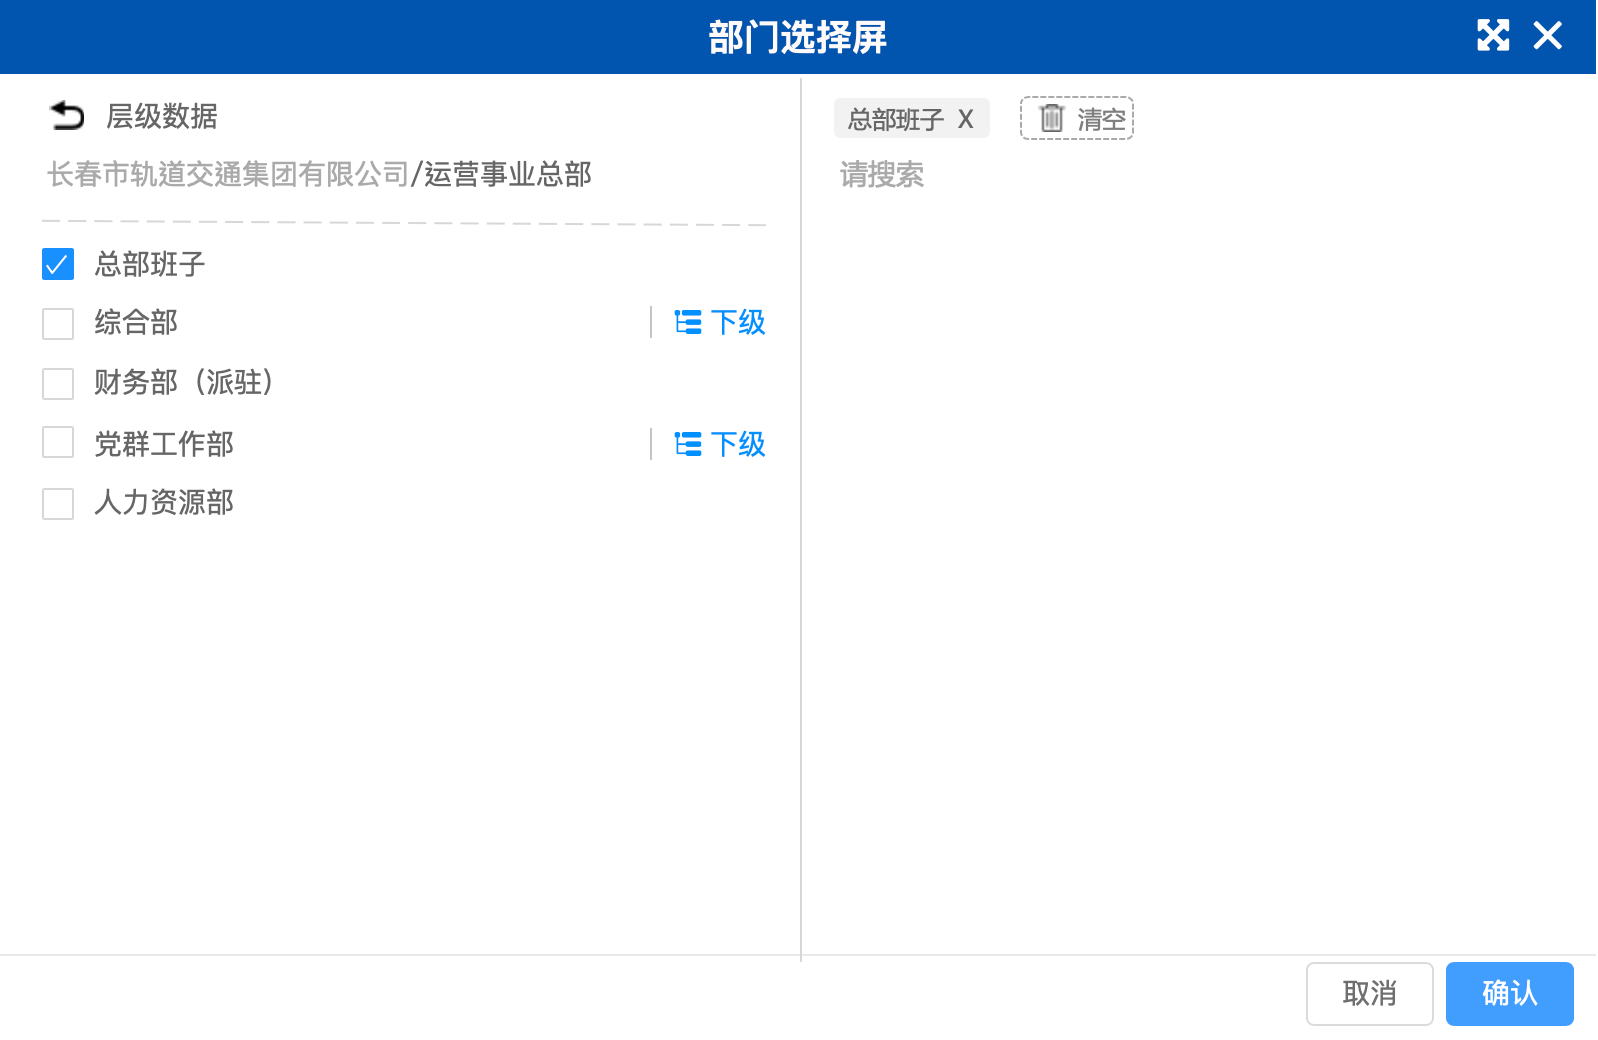 部门选择屏
层级数据
长春市轨道交通集团有限公司/运营事业总部
总部班子
综合部 下级
财务部（派驻）
党群工作部 下级
人力资源部
总部班子 X 清空
请搜索
取消 确认